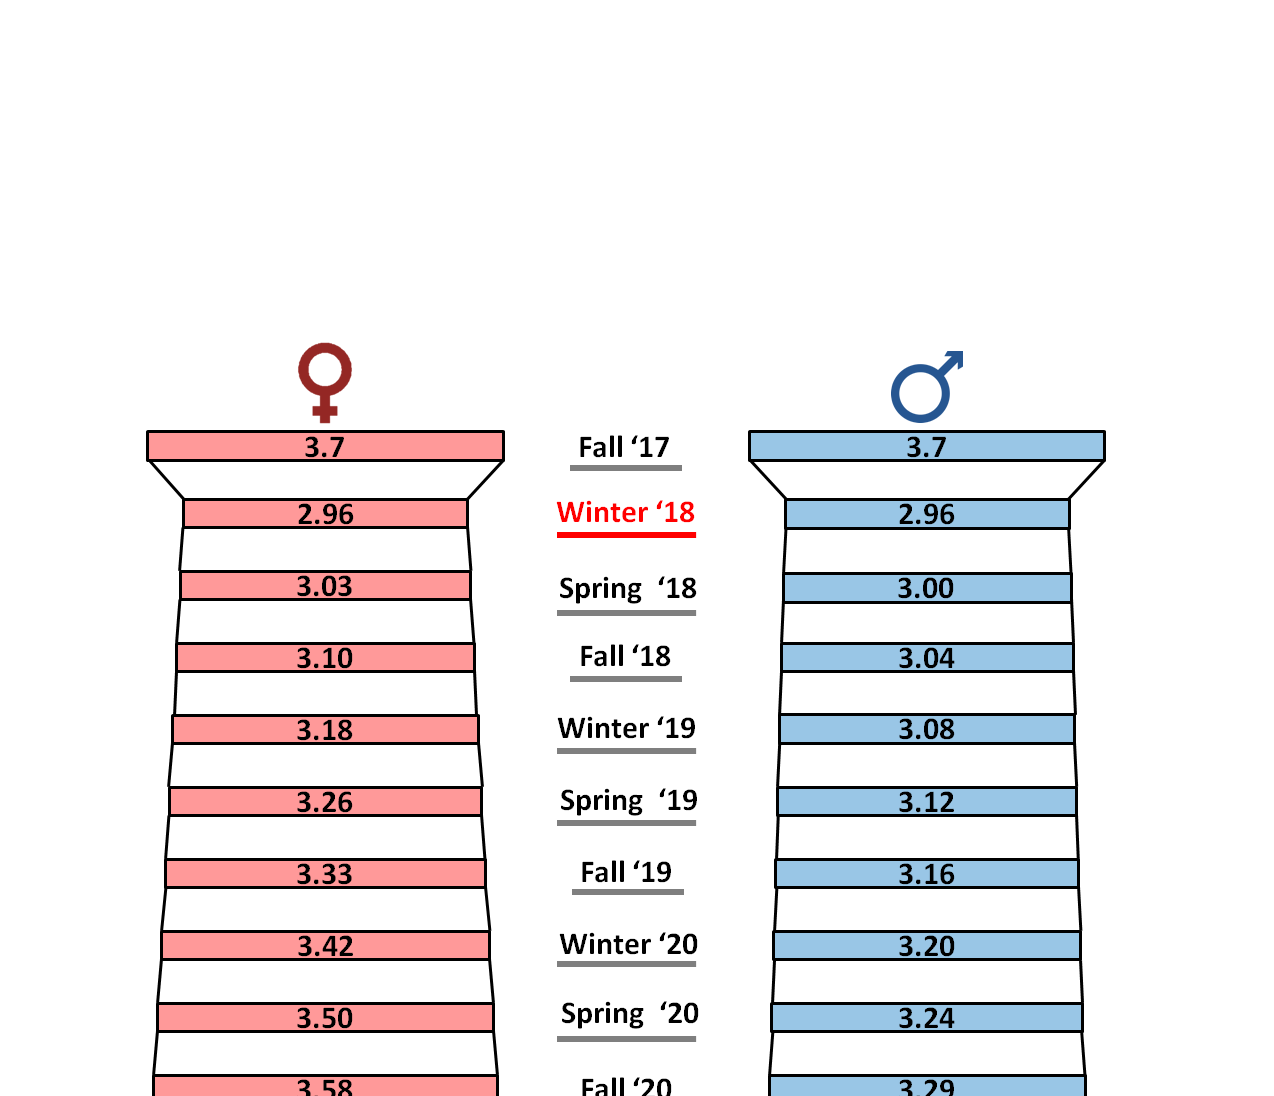 3.7 Fall ‘17 3.7
2.96 Winter ‘18 2.96
3.03 Spring ‘18 3.00
3.10 Fall ‘18 3.04
3.18 Winter ‘19 3.08
3.26 Spring ‘19 3.12
3.33 Fall ‘19 3.16
3.42 Winter ‘20 3.20
3.50 Spring ‘20 3.24
3.58 Fall ‘20 3.29